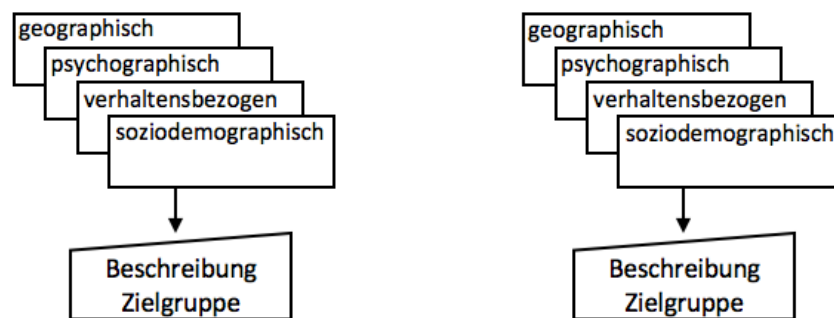 geographisch
psychographisch
verhaltensbezogen
soziodemographisch
Beschreibung
Zielgruppe
geographisch
psychographisch
verhaltensbezogen
soziodemographisch
Beschreibung
Zielgruppe